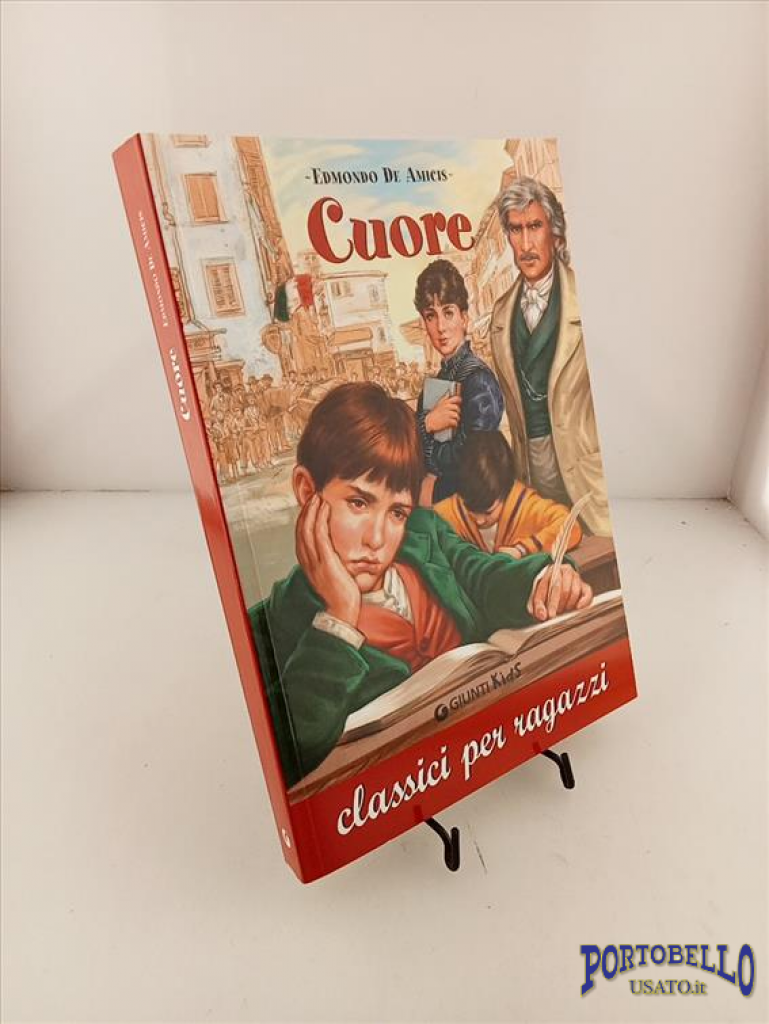 -EDMONDO DE AMICIS-
Cuore
GIUNTI KidS
classici per ragazzi
Cuore
EDMONDO DE AMICIS
PORTOBELLO
USATO.it